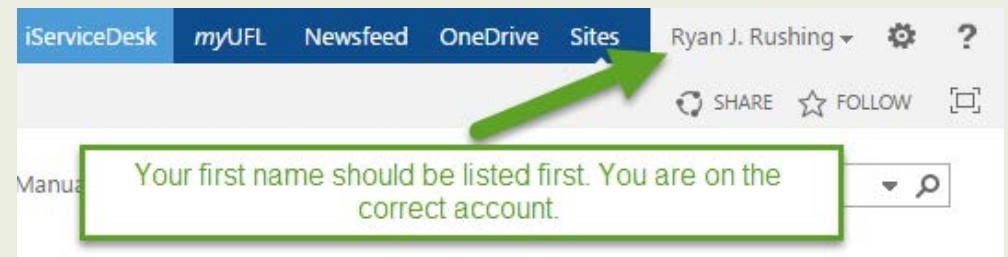 iServiceDesk myUFL Newsfeed OneDrive Sites Ryan J. Rushing ?
SHARE FOLLOW
Your first name should be listed first. You are on the
correct account.